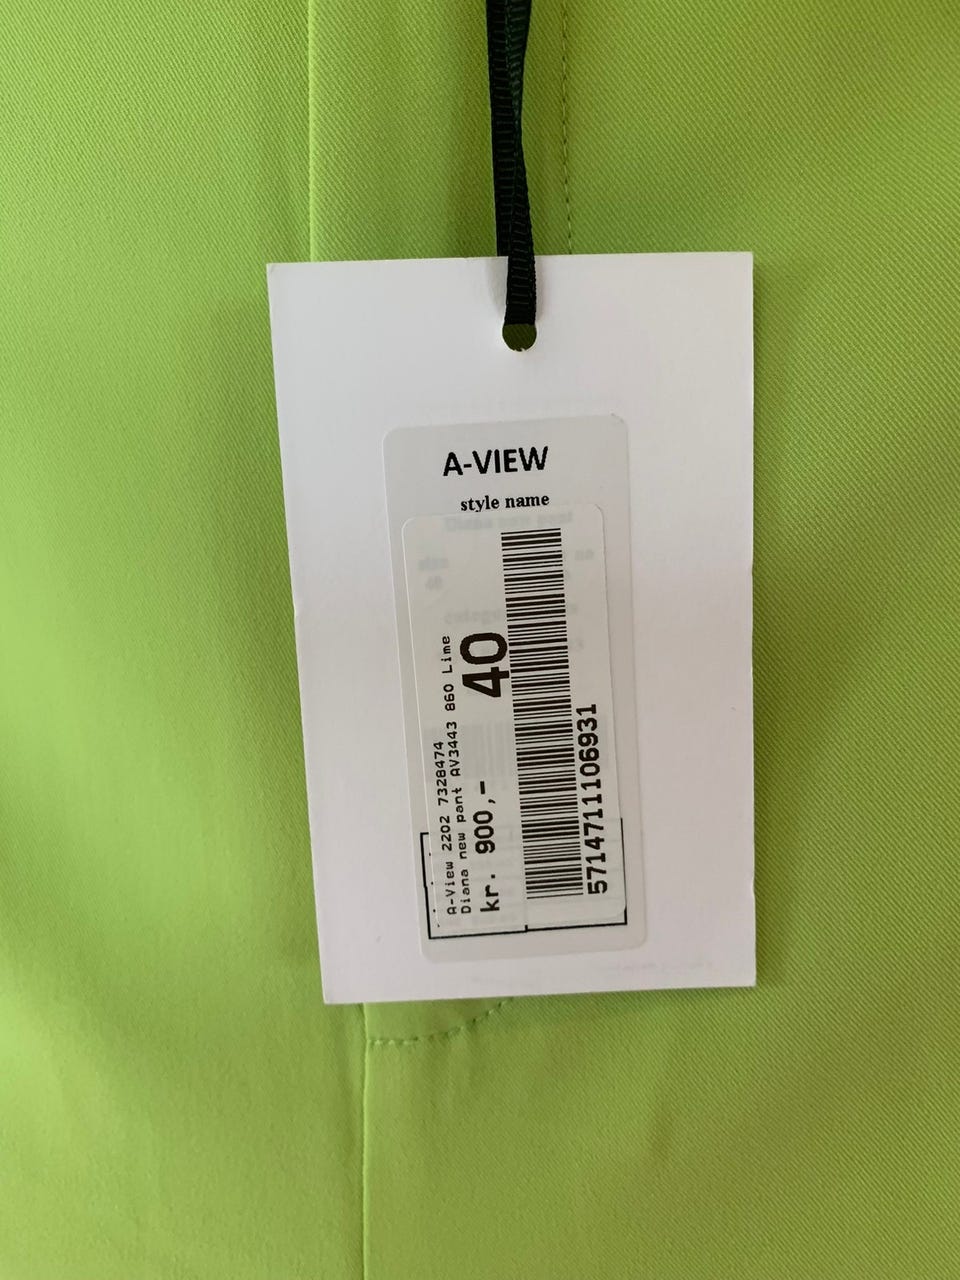 A-VIEW
style name
A-View 2202 7328474
Diana new pant AV3443 860 Lime
kr. 900,- 40
5714711106931